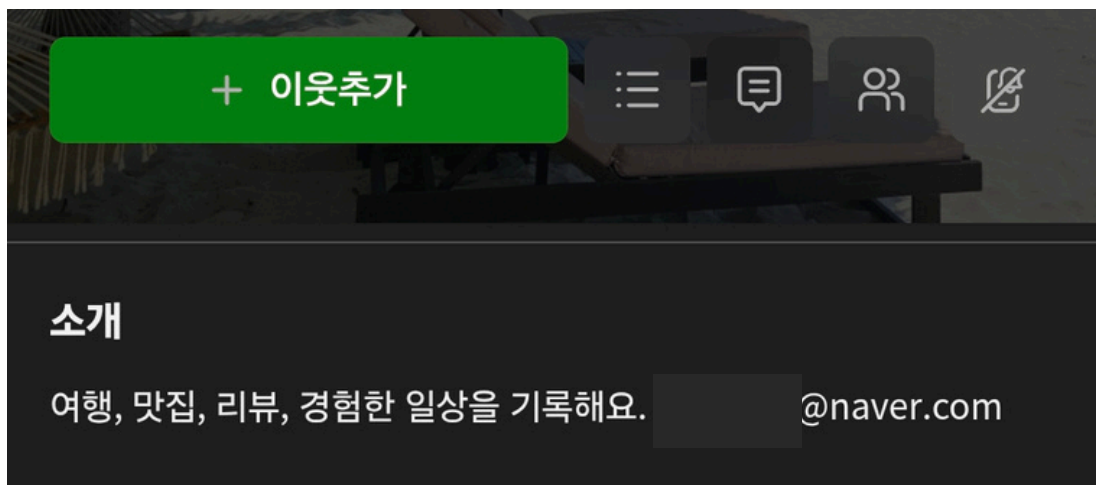 + 이웃추가
소개
여행, 맛집, 리뷰, 경험한 일상을 기록해요. @naver.com